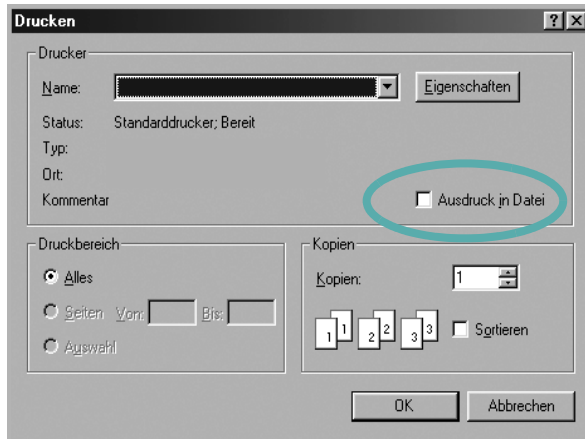 Drucken
Drucker
Name:
Eigenschaften
Status: Standarddrucker; Bereit
Typ:
Ort:
Kommentar
Ausdruck in Datei
Druckbereich
Alles
Seiten Von: Bis:
Auswahl
Kopien
Kopien: 1
1 1 2 2 3 3
Sortieren
OK Abbrechen